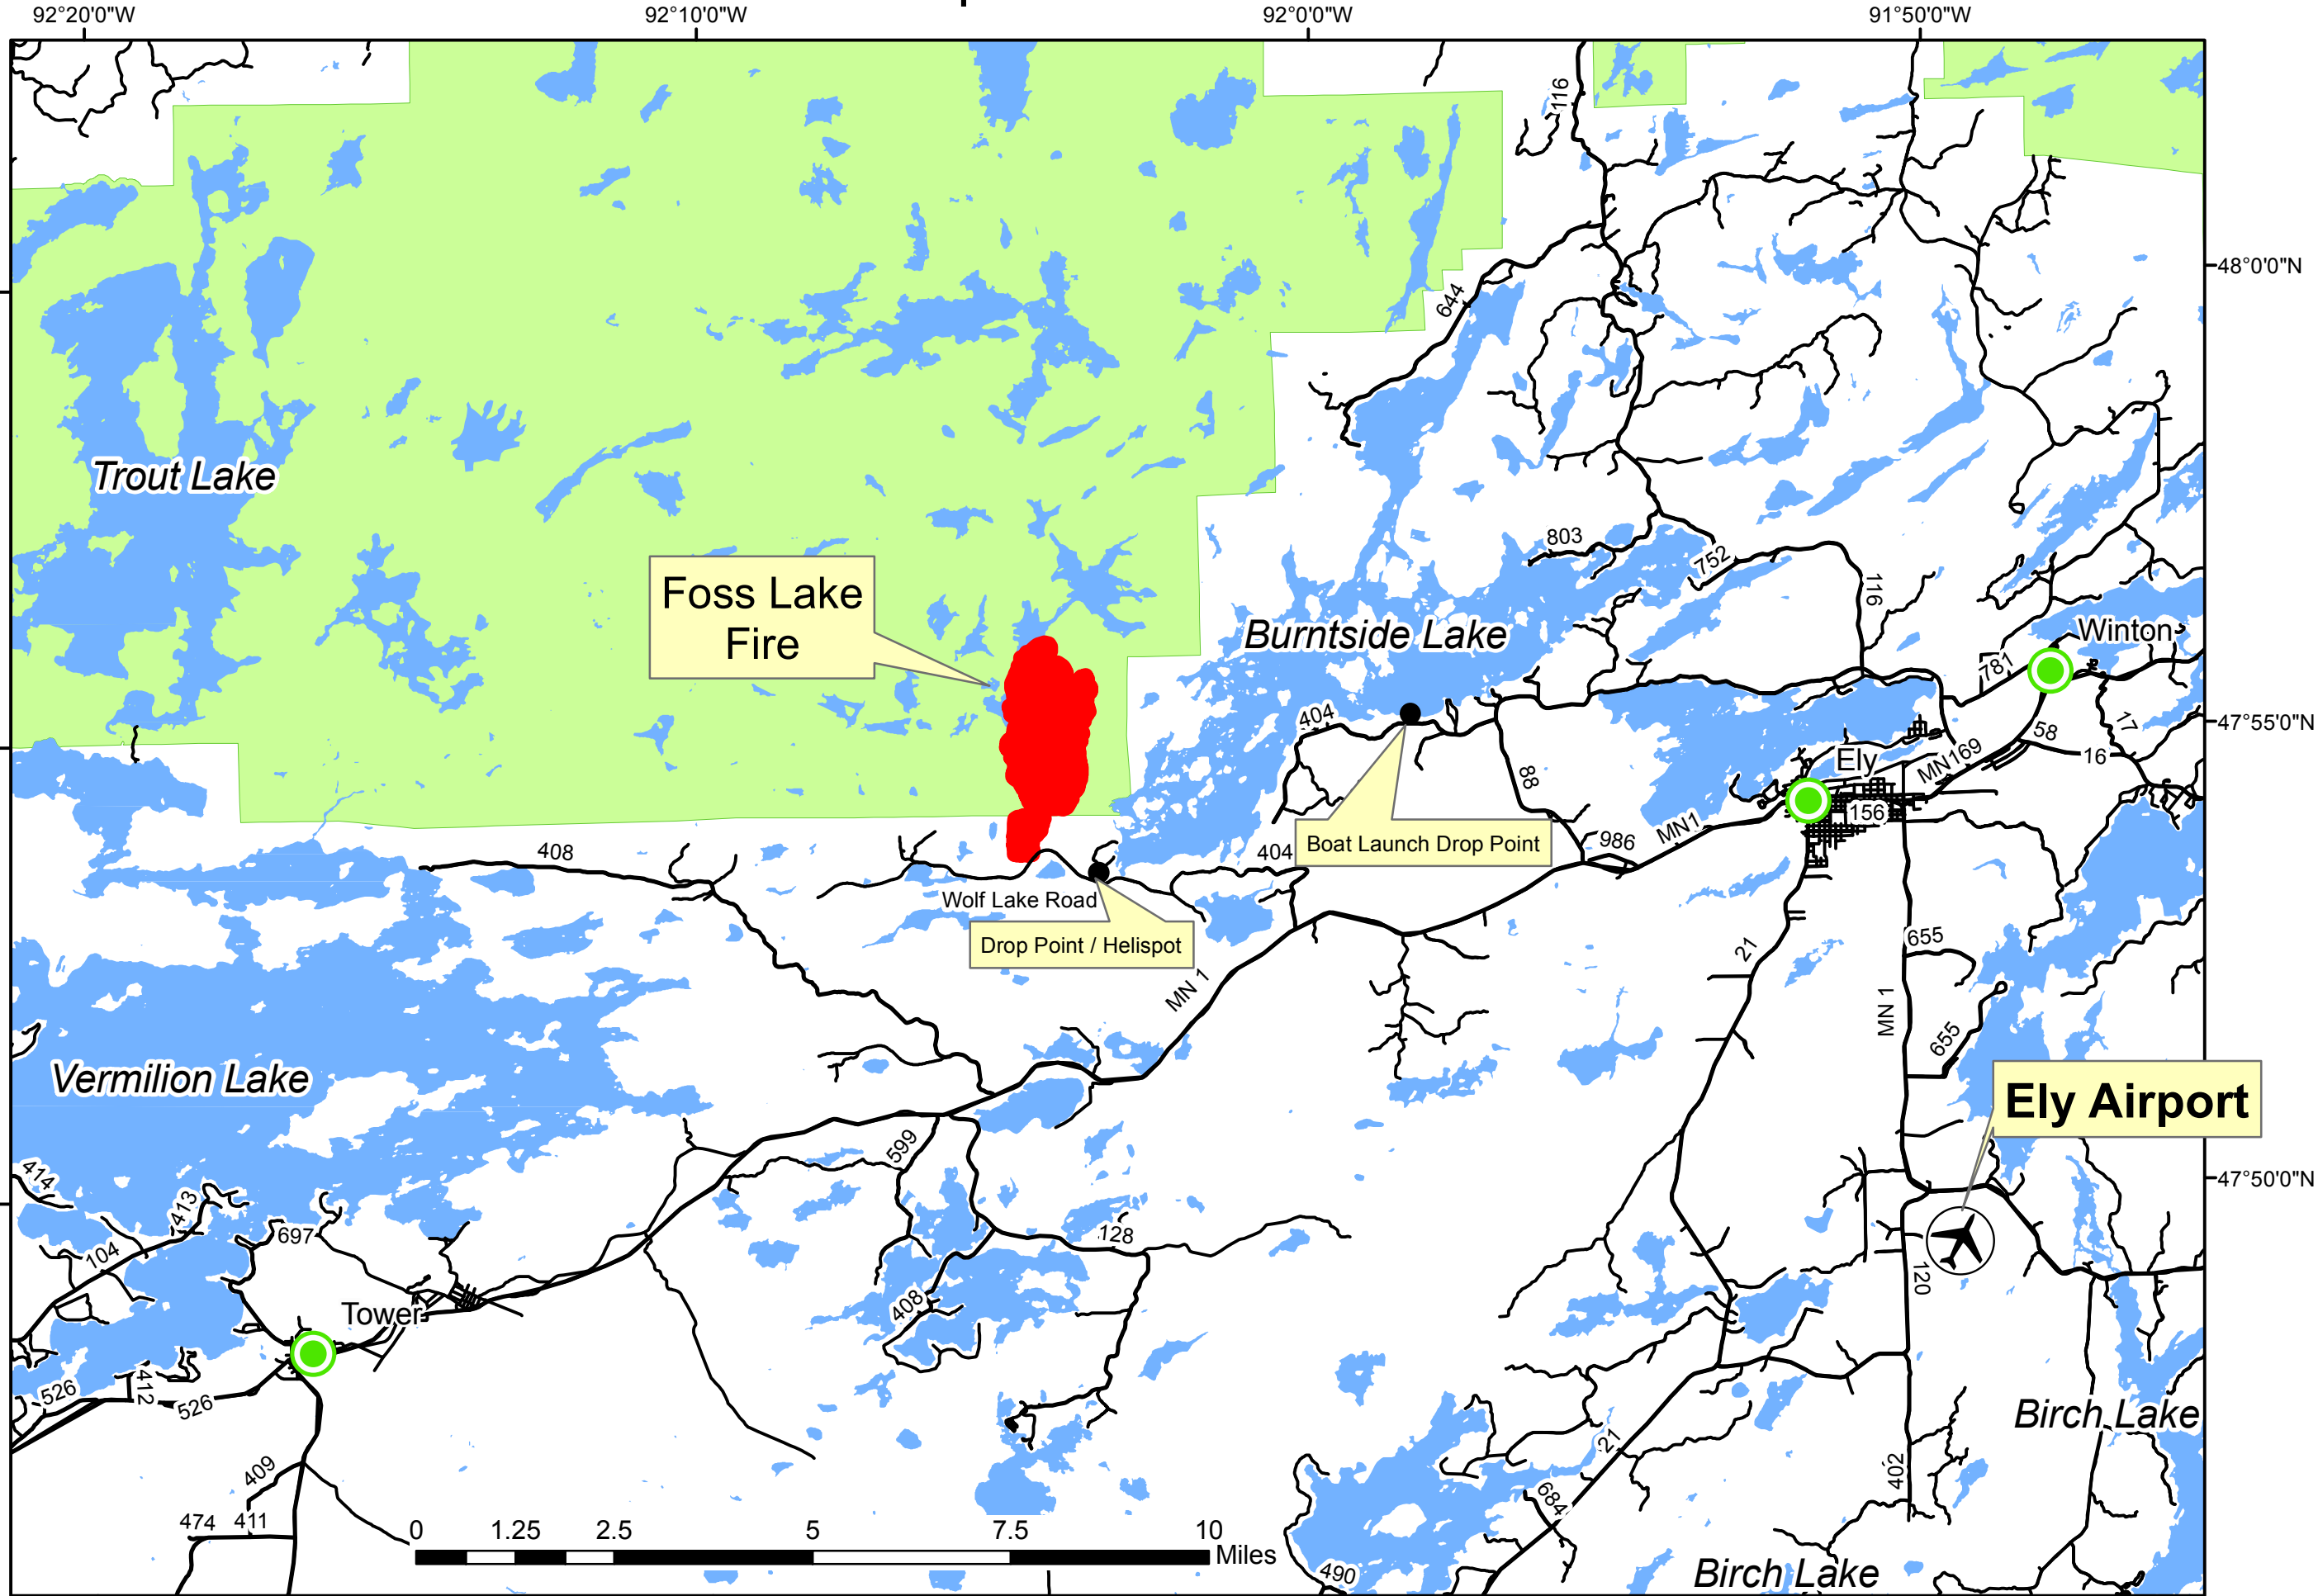 92°20'0"W
92°10'0"W
92°0'0"W
91°50'0"W
116
48°0'0"N
644
Trout Lake
803
752
116
Foss Lake
Fire
Burntside Lake
Winton
781
404
47°55'0"N
58
17
16
Ely
MN169
88
156
MN1
986
Boat Launch Drop Point
408
404
Wolf Lake Road
Drop Point / Helispot
21
655
MN 1
MN 1
655
Vermilion Lake
Ely Airport
599
414
47°50'0"N
413
697
104
128
120
408
Tower
526
412
526
Birch Lake
21
409
402
684
474
411
0
1.25
2.5
5
7.5
10
Miles
490
Birch Lake